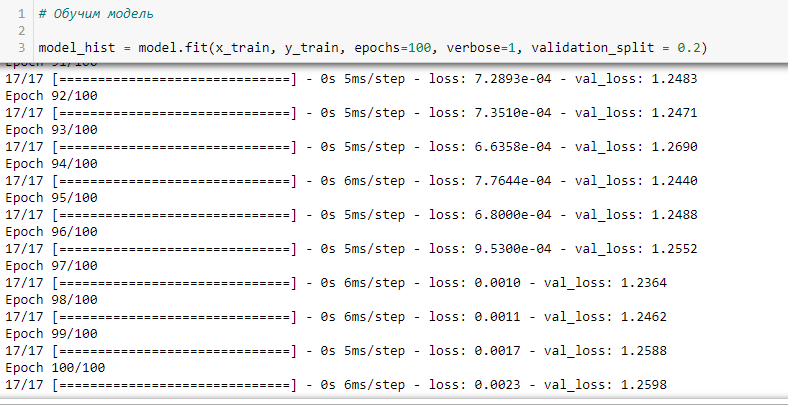 1 # Обучим модель
2
3 model_hist = model.fit(x_train, y_train, epochs=100, verbose=1, validation_split = 0.2)
Epoch 91/100
17/17 [==============================] - 0s 5ms/step - loss: 7.2893e-04 - val_loss: 1.2483
Epoch 92/100
17/17 [==============================] - 0s 5ms/step - loss: 7.3510e-04 - val_loss: 1.2471
Epoch 93/100
17/17 [==============================] - 0s 5ms/step - loss: 6.6358e-04 - val_loss: 1.2690
Epoch 94/100
17/17 [==============================] - 0s 6ms/step - loss: 7.7644e-04 - val_loss: 1.2440
Epoch 95/100
17/17 [==============================] - 0s 5ms/step - loss: 6.8000e-04 - val_loss: 1.2488
Epoch 96/100
17/17 [==============================] - 0s 5ms/step - loss: 9.5300e-04 - val_loss: 1.2552
Epoch 97/100
17/17 [==============================] - 0s 6ms/step - loss: 0.0010 - val_loss: 1.2364
Epoch 98/100
17/17 [==============================] - 0s 6ms/step - loss: 0.0011 - val_loss: 1.2462
Epoch 99/100
17/17 [==============================] - 0s 5ms/step - loss: 0.0017 - val_loss: 1.2588
Epoch 100/100
17/17 [==============================] - 0s 6ms/step - loss: 0.0023 - val_loss: 1.2598